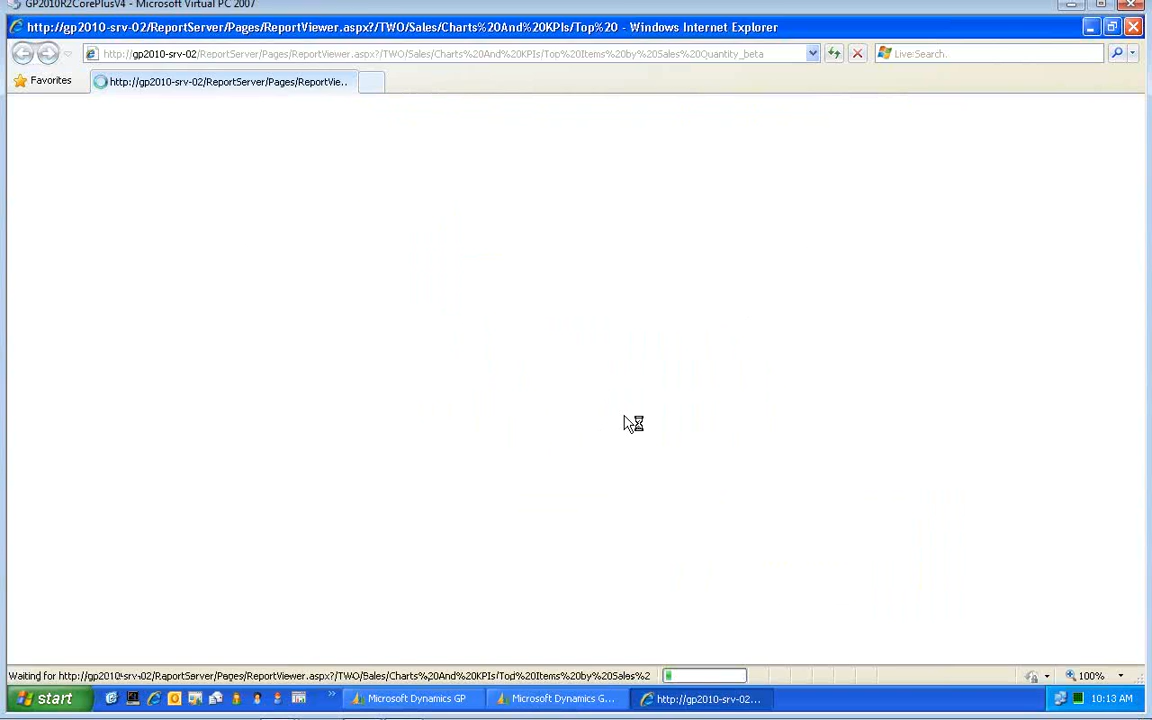 GP2010R2CorePlusV4 - Microsoft Virtual PC 2007
http://gp2010-srv-02/ReportServer/Pages/ReportViewer.aspx?/TWO/Sales/Charts%20And%20KPIs/Top%20 - Windows Internet Explorer
http://gp2010-srv-02/ReportServer/Pages/ReportViewer.aspx?/TWO/Sales/Charts%20And%20KPIs/Top%20Items%20by%20Sales%20Quantity_beta
Live Search
Favorites
http://gp2010-srv-02/ReportServer/Pages/ReportVie...
Waiting for http://gp2010-srv-02/ReportServer/Pages/ReportViewer.aspx?/TWO/Sales/Charts%20And%20KPIs/Top%20Items%20by%20Sales%2
100%
start
Microsoft Dynamics GP
Microsoft Dynamics G...
http://gp2010-srv-02...
10:13 AM